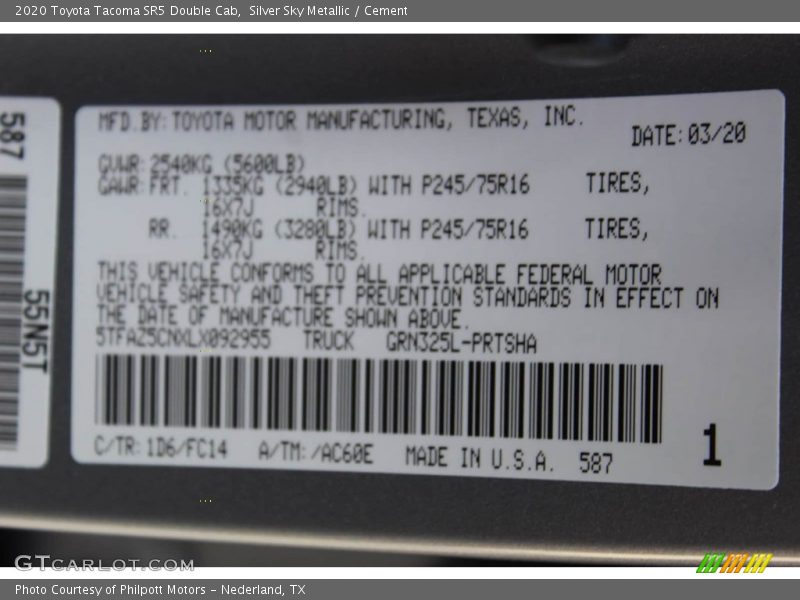 2020 Toyota Tacoma SR5 Double Cab,  Silver Sky Metallic / Cement
587
55N5T
MFD.BY:TOYOTA MOTOR MANUFACTURING, TEXAS, INC.
DATE:03/20
GVWR:2540KG (5600LB)
GAWR:FRT. 1335KG (2940LB) WITH P245/75R16 TIRES,
16X7J RIMS.
RR. 1490KG (3280LB) WITH P245/75R16 TIRES,
16X7J RIMS.
THIS VEHICLE CONFORMS TO ALL APPLICABLE FEDERAL MOTOR
VEHICLE SAFETY AND THEFT PREVENTION STANDARDS IN EFFECT ON
THE DATE OF MANUFACTURE SHOWN ABOVE.
5TFAZ5CNXLX092955 TRUCK GRN325L-PRTSHA
C/TR:1D6/FC14 A/TM:/AC60E MADE IN U.S.A. 587
1
GTCARLOT.COM
Photo Courtesy of Philpott Motors - Nederland, TX